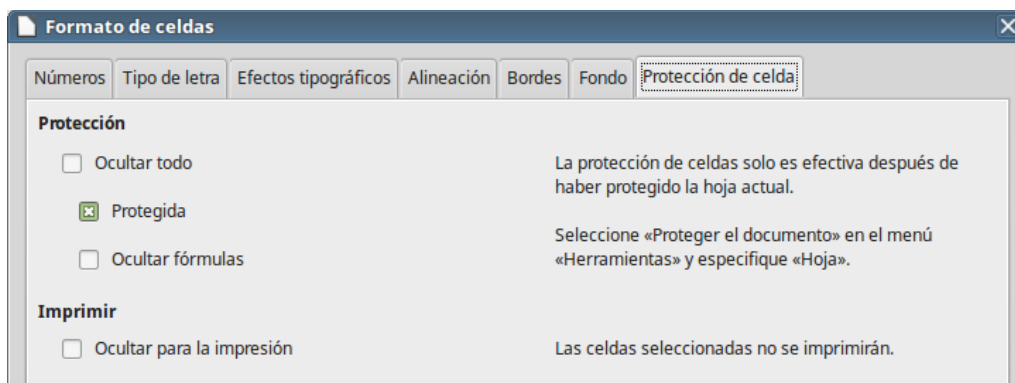 Formato de celdas
Números Tipo de letra Efectos tipográficos Alineación Bordes Fondo Protección de celda
Protección
Ocultar todo
Protegida
Ocultar fórmulas
La protección de celdas solo es efectiva después de
haber protegido la hoja actual.
Seleccione «Proteger el documento» en el menú
«Herramientas» y especifique «Hoja».
Imprimir
Ocultar para la impresión
Las celdas seleccionadas no se imprimirán.